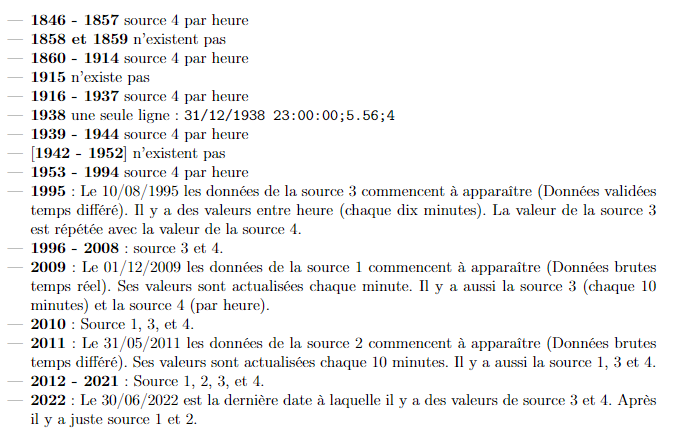 — 1846 - 1857 source 4 par heure
— 1858 et 1859 n'existent pas
— 1860 - 1914 source 4 par heure
— 1915 n'existe pas
— 1916 - 1937 source 4 par heure
— 1938 une seule ligne : 31/12/1938 23:00:00;5.56;4
— 1939 - 1944 source 4 par heure
— [1942 - 1952] n'existent pas
— 1953 - 1994 source 4 par heure
— 1995 : Le 10/08/1995 les données de la source 3 commencent à apparaître (Données validées
temps différé). Il y a des valeurs entre heure (chaque dix minutes). La valeur de la source 3
est répétée avec la valeur de la source 4.
— 1996 - 2008 : source 3 et 4.
— 2009 : Le 01/12/2009 les données de la source 1 commencent à apparaître (Données brutes
temps réel). Ses valeurs sont actualisées chaque minute. Il y a aussi la source 3 (chaque 10
minutes) et la source 4 (par heure).
— 2010 : Source 1, 3, et 4.
— 2011 : Le 31/05/2011 les données de la source 2 commencent à apparaître (Données brutes
temps différé). Ses valeurs sont actualisées chaque 10 minutes. Il y a aussi la source 1, 3 et 4.
— 2012 - 2021 : Source 1, 2, 3, et 4.
— 2022 : Le 30/06/2022 est la dernière date à laquelle il y a des valeurs de source 3 et 4. Après
il y a juste source 1 et 2.